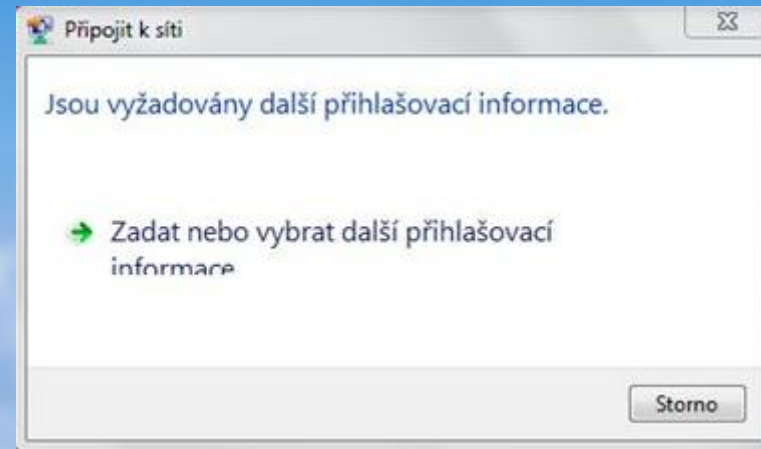 Připojit k síti
Jsou vyžadovány další přihlašovací informace.
Zadat nebo vybrat další přihlašovací
informace
Storno